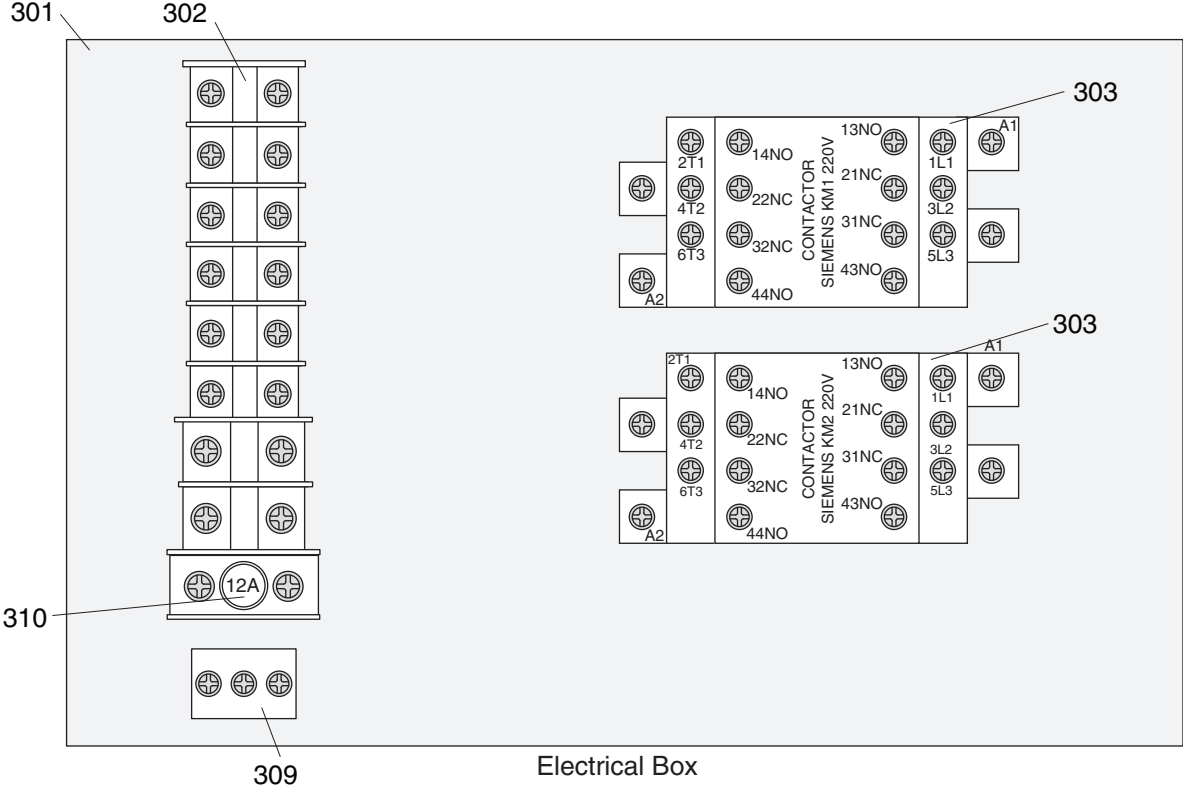 301
302
303
2T1
4T2
6T3
A2
14NO
22NC
32NC
44NO
CONTACTOR
SIEMENS KM1 220V
13NO
21NC
31NC
43NO
1L1
3L2
5L3
A1
303
2T1
4T2
6T3
A2
14NO
22NC
32NC
44NO
CONTACTOR
SIEMENS KM2 220V
13NO
21NC
31NC
43NO
1L1
3L2
5L3
A1
12A
310
309
Electrical Box